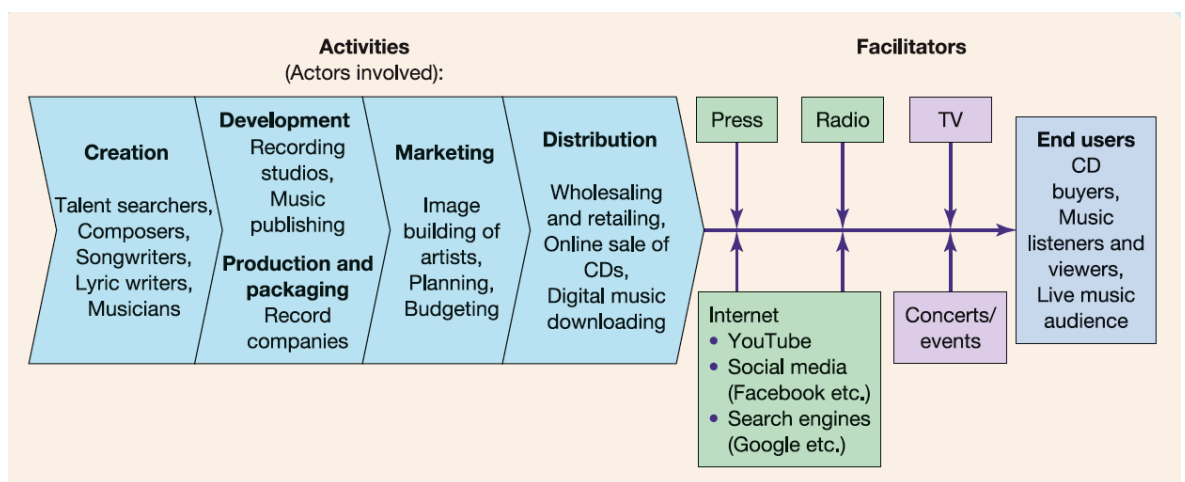 Activities
(Actors involved):
Facilitators
Creation
Talent searchers,
Composers,
Songwriters,
Lyric writers,
Musicians
Development
Recording
studios,
Music
publishing
Production and
packaging
Record
companies
Marketing
Image
building of
artists,
Planning,
Budgeting
Distribution
Wholesaling
and retailing,
Online sale of
CDs,
Digital music
downloading
Press
Radio
TV
Internet
• YouTube
• Social media
(Facebook etc.)
• Search engines
(Google etc.)
Concerts/
events
End users
CD
buyers,
Music
listeners and
viewers,
Live music
audience